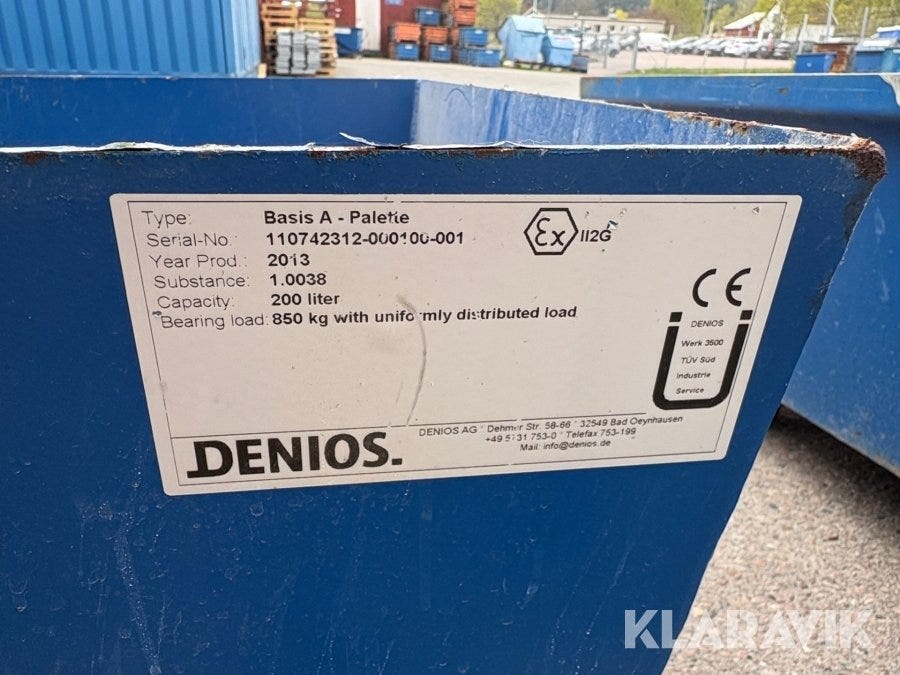 Type: Basis A - Palette
Serial-No. 110742312-000100-001
Year Prod.: 2013
Substance: 1.0038
Capacity: 200 liter
Bearing load: 850 kg with uniformly distributed load
Ex II2G
CE
DENIOS
Werk 3500
TÜV Süd
Industrie
Service
DENIOS.
DENIOS AG Dehmer Str. 58-66 32549 Bad Oeynhausen
+49 5731 753-0 Telefax 753-199
Mail: info@denios.de
KLARAVIK